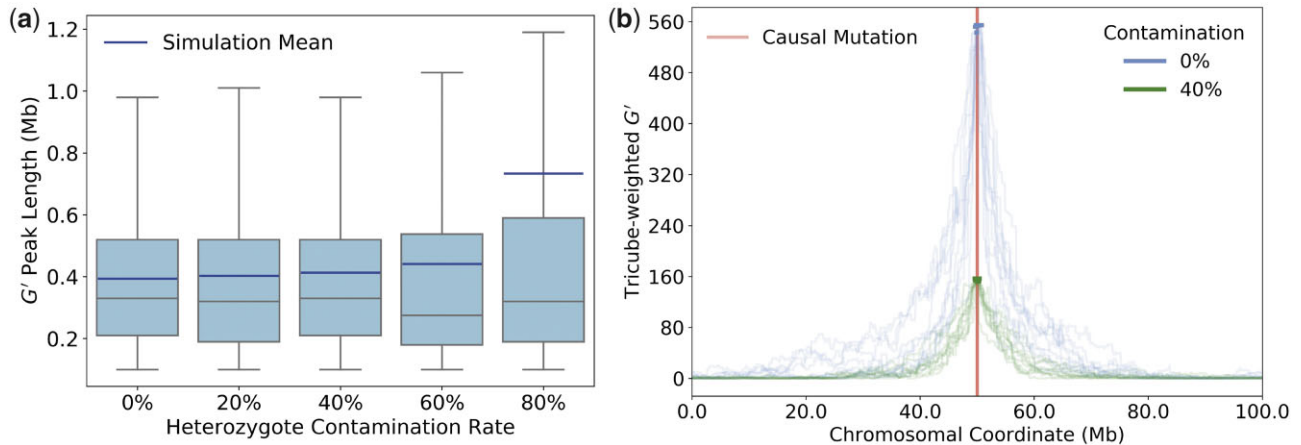 (a)
Simulation Mean
G′ Peak Length (Mb)
1.2
1.0
0.8
0.6
0.4
0.2
0% 20% 40% 60% 80%
Heterozygote Contamination Rate
(b)
Causal Mutation
Contamination
0%
40%
Tricube-weighted G′
560
480
400
320
240
160
80
0
0.0 20.0 40.0 60.0 80.0 100.0
Chromosomal Coordinate (Mb)